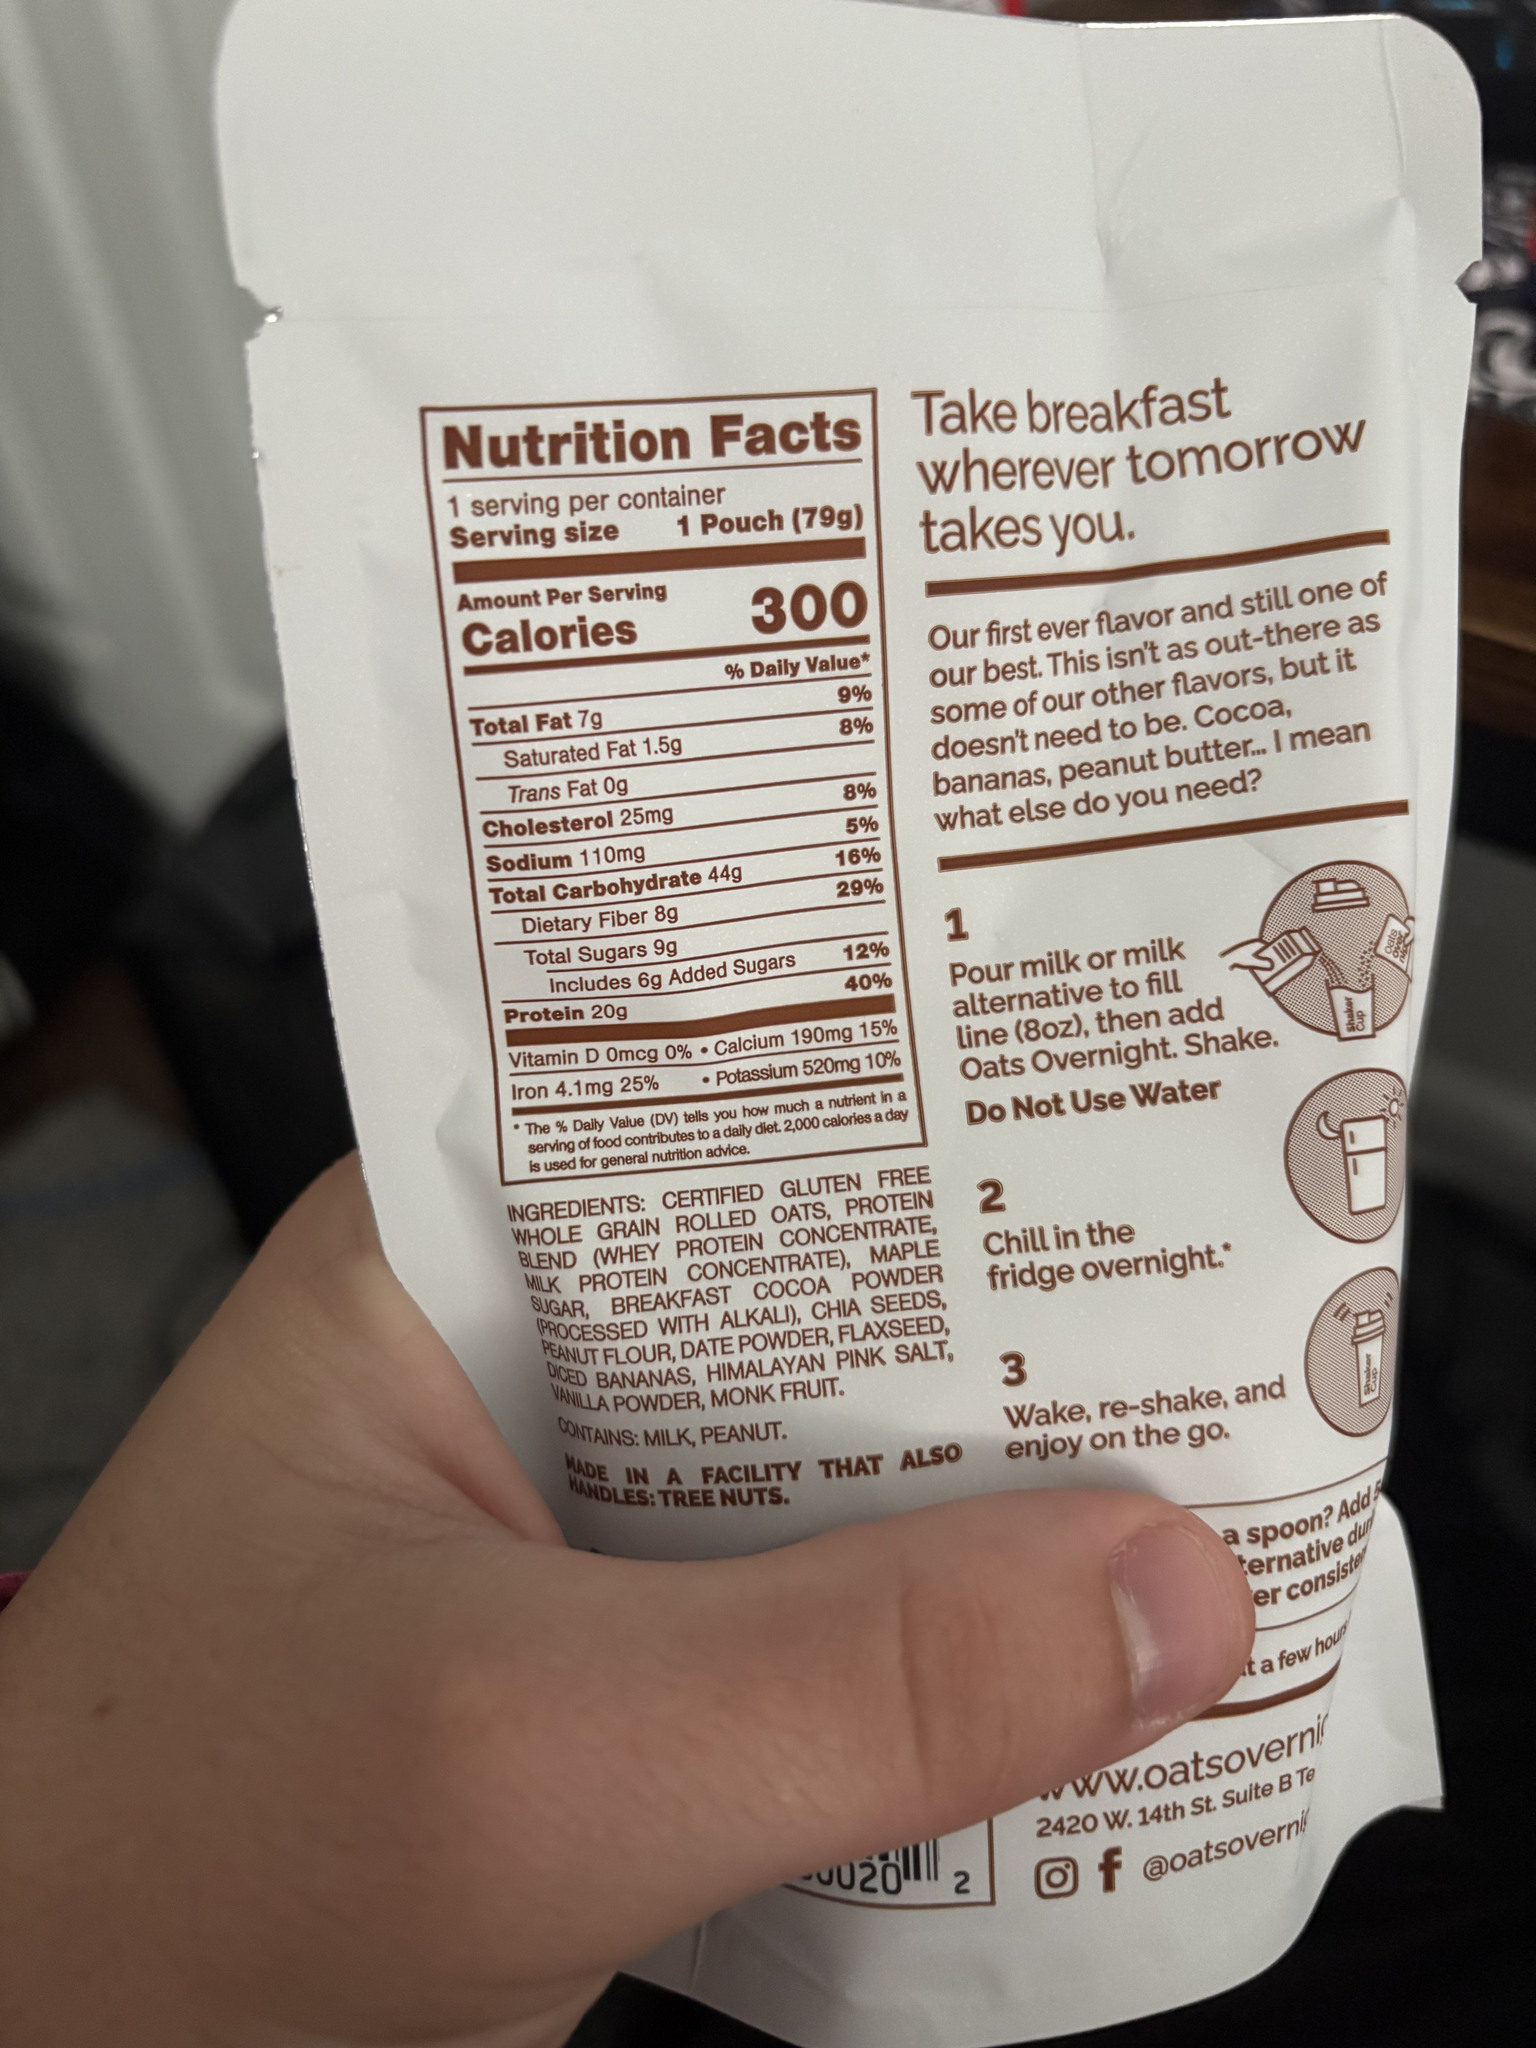 Nutrition Facts
1 serving per container
Serving size 1 Pouch (79g)
Amount Per Serving
Calories 300
% Daily Value*
Total Fat 7g 9%
Saturated Fat 1.5g 8%
Trans Fat 0g
Cholesterol 25mg 8%
Sodium 110mg 5%
Total Carbohydrate 44g 16%
Dietary Fiber 8g 29%
Total Sugars 9g
Includes 6g Added Sugars 12%
Protein 20g 40%
Vitamin D 0mcg 0% • Calcium 190mg 15%
Iron 4.1mg 25% • Potassium 520mg 10%
* The % Daily Value (DV) tells you how much a nutrient in a
serving of food contributes to a daily diet. 2,000 calories a day
is used for general nutrition advice.
INGREDIENTS: CERTIFIED GLUTEN FREE
WHOLE GRAIN ROLLED OATS, PROTEIN
BLEND (WHEY PROTEIN CONCENTRATE,
MILK PROTEIN CONCENTRATE), MAPLE
SUGAR, BREAKFAST COCOA POWDER
(PROCESSED WITH ALKALI), CHIA SEEDS,
PEANUT FLOUR, DATE POWDER, FLAXSEED,
DICED BANANAS, HIMALAYAN PINK SALT,
VANILLA POWDER, MONK FRUIT.
CONTAINS: MILK, PEANUT.
MADE IN A FACILITY THAT ALSO
HANDLES: TREE NUTS.
Take breakfast
wherever tomorrow
takes you.
Our first ever flavor and still one of
our best. This isn't as out-there as
some of our other flavors, but it
doesn't need to be. Cocoa,
bananas, peanut butter... I mean
what else do you need?
1
Pour milk or milk
alternative to fill
line (8oz), then add
Oats Overnight. Shake.
Do Not Use Water
Shaker
Cup
2
Chill in the
fridge overnight.*
3
Wake, re-shake, and
enjoy on the go.
Shaker
Cup
a spoon? Add
a few hours
www.oatsoverni
2420 W. 14th St. Suite B Te
@oatsoverni
0020 2